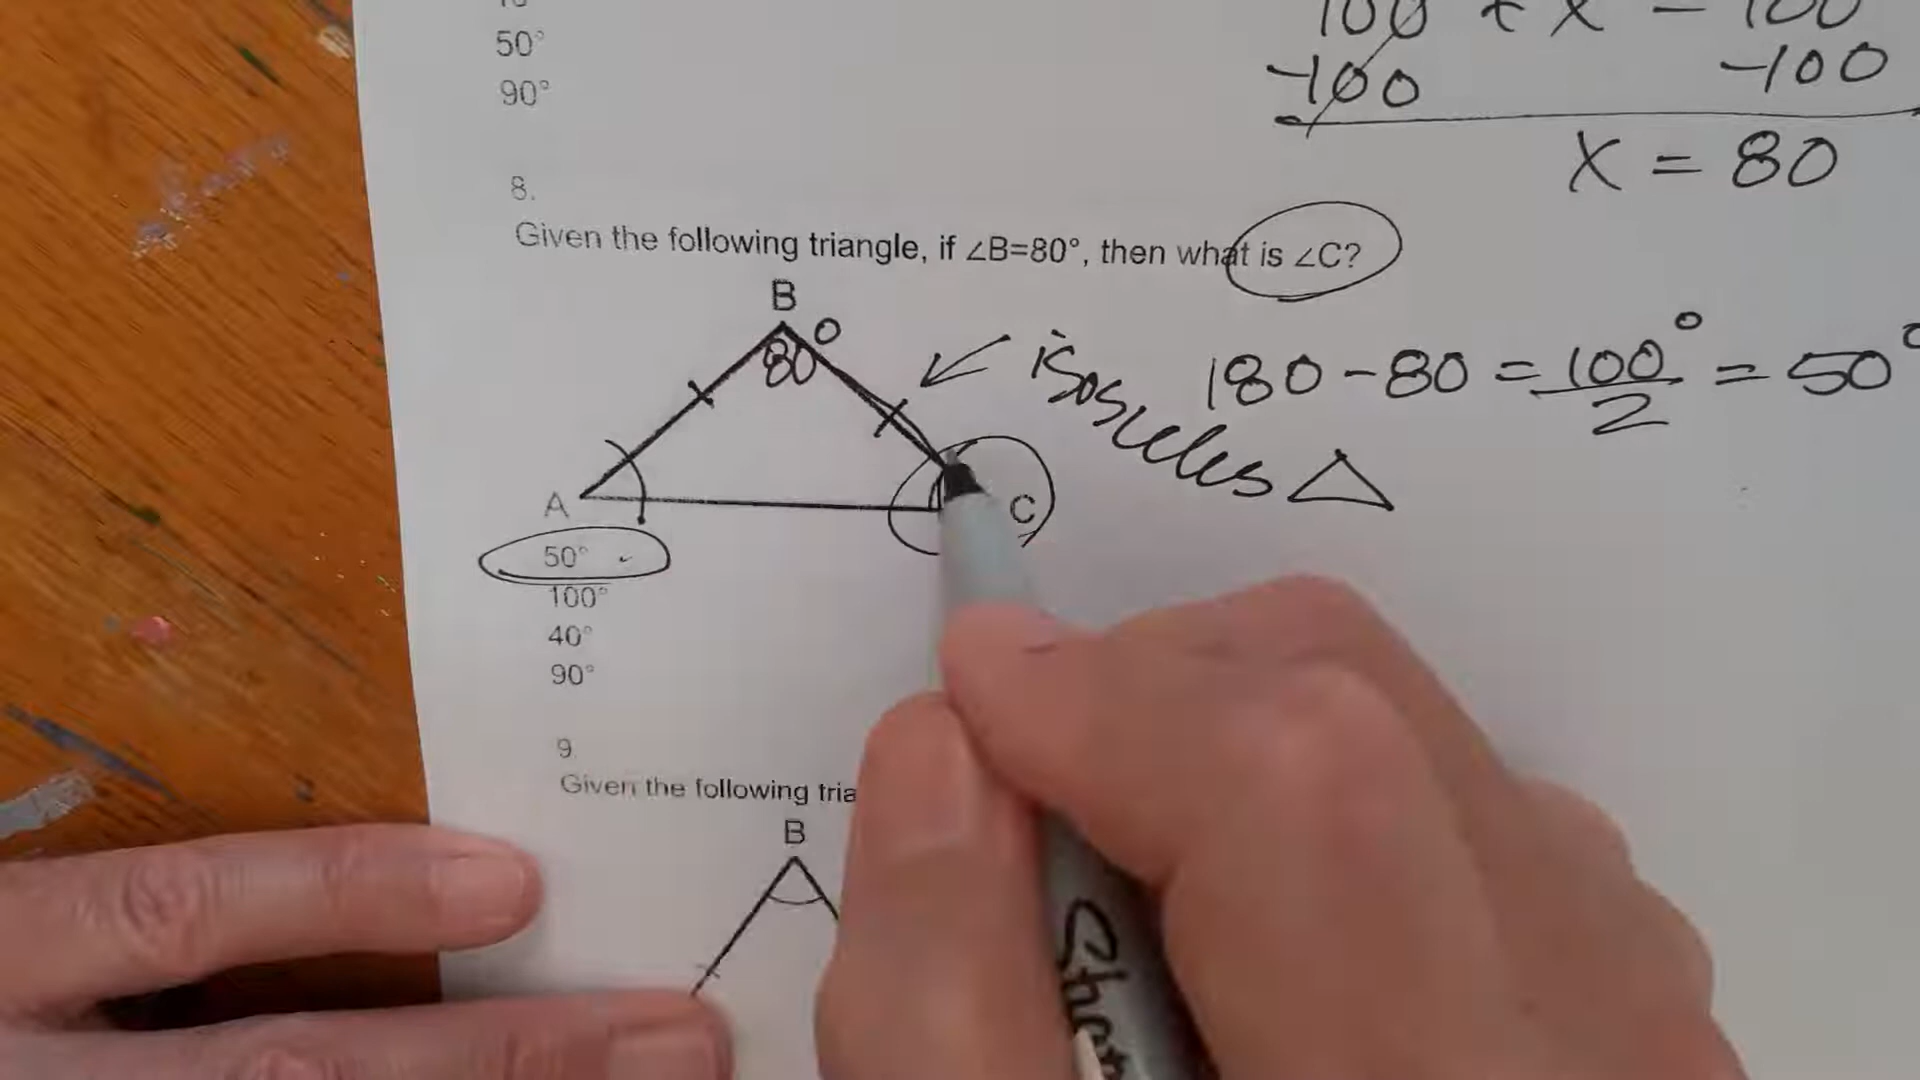 50°
90°
100 + x = 180
-100 -100
x = 80
8.
Given the following triangle, if ∠B=80°, then what is ∠C?
B
80°
isosceles △
180 - 80 = 100°/2 = 50°
A
C
50°
100°
40°
90°
9.
Given the following tria
B